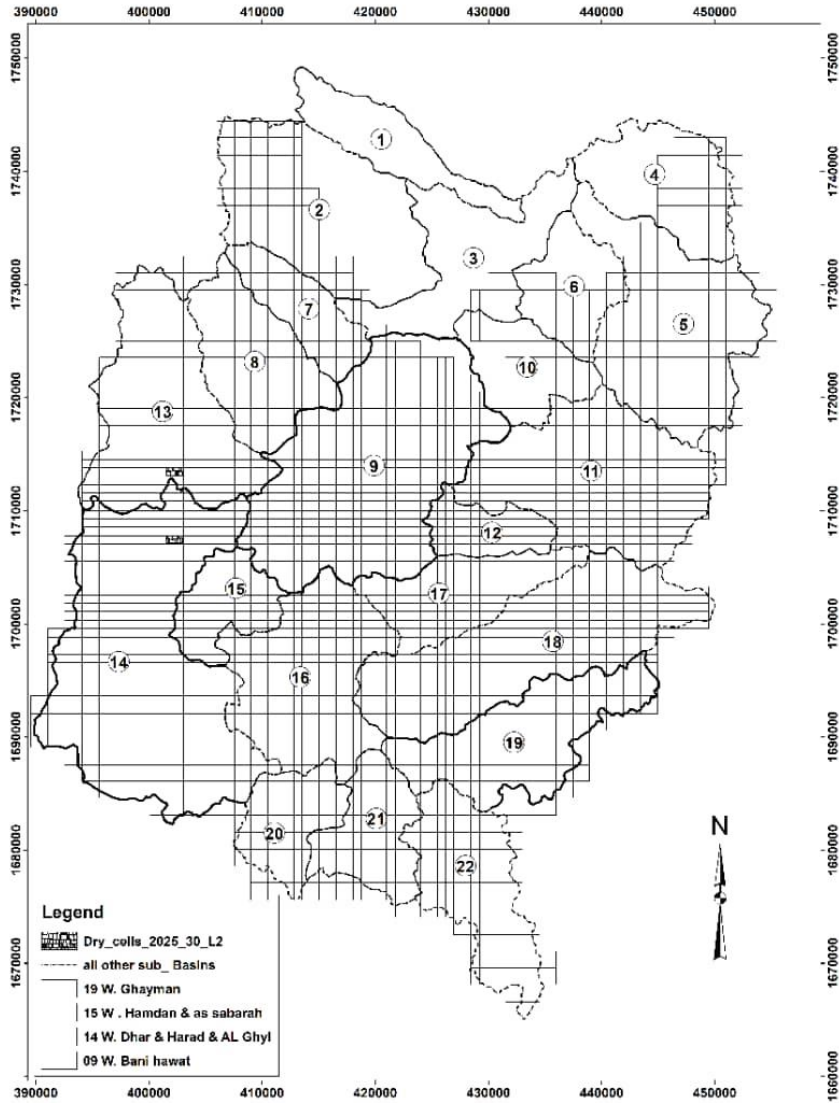 390000 400000 410000 420000 430000 440000 450000
1750000 1750000
1
4
1740000 1740000
2
3
1730000 6 1730000
7
5
8
10
1720000 13 1720000
9
11
1710000 1710000
12
15 17
1700000 1700000
18
14
16
1690000 19 1690000
21
20
1680000 22 1680000
N
Legend
Dry_cells_2025_30_L2
all other sub_ Basins
1670000 1670000
19 W. Ghayman
15 W . Hamdan & as sabarah
14 W. Dhar & Harad & AL Ghyl
09 W. Bani hawat
1660000
390000 400000 410000 420000 430000 440000 450000